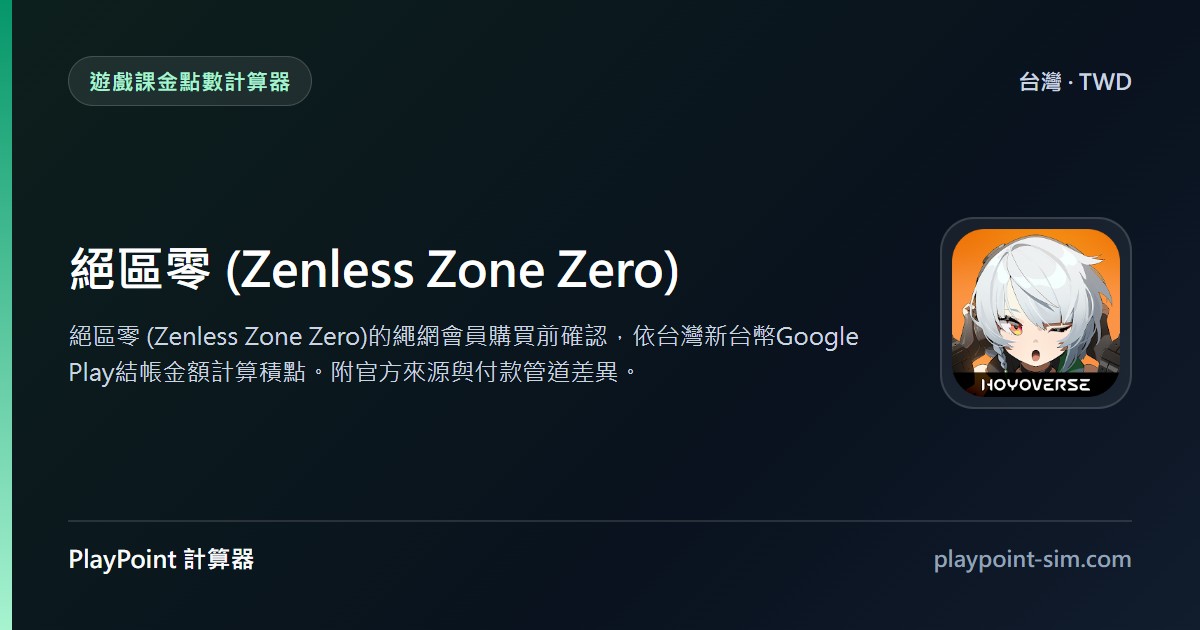 遊戲課金點數計算器
台灣 · TWD
絕區零 (Zenless Zone Zero)
絕區零 (Zenless Zone Zero)的繩網會員購買前確認，依台灣新台幣Google
Play結帳金額計算積點。附官方來源與付款管道差異。
HOYOVERSE
PlayPoint 計算器
playpoint-sim.com